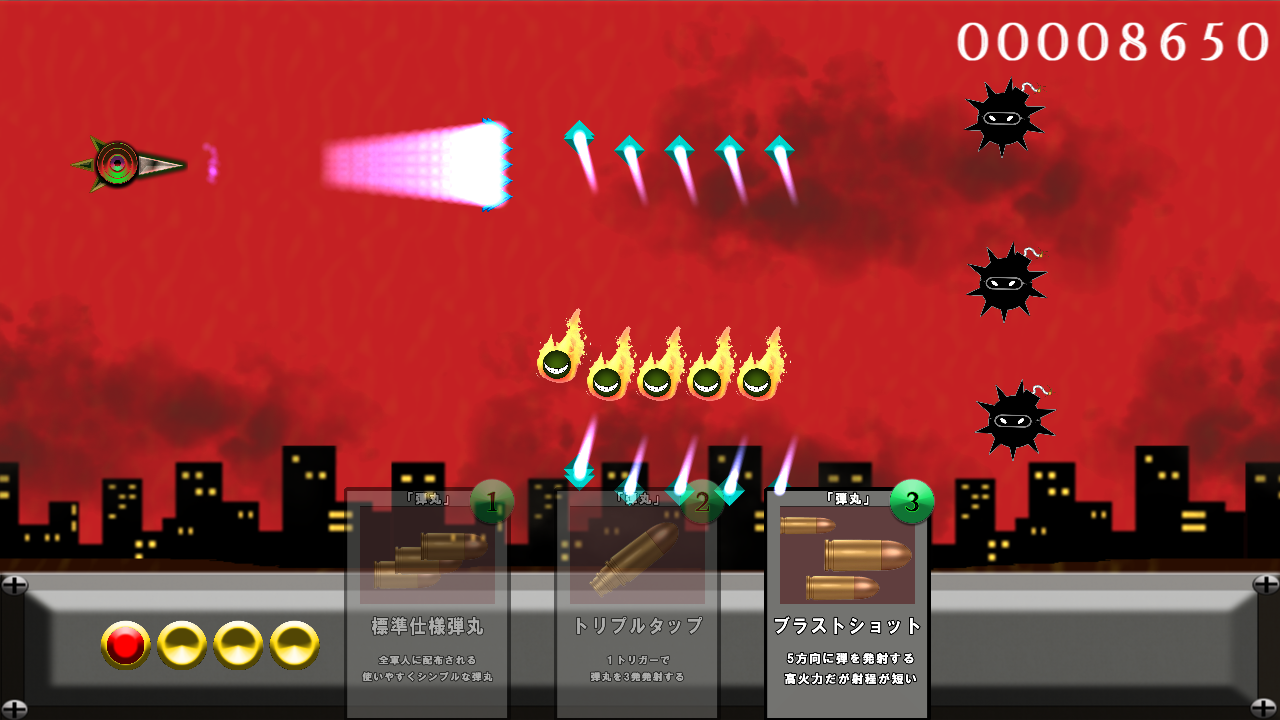 00008650
「弾丸」 1
標準仕様弾丸
全軍人に配布される
使いやすくシンプルな弾丸
「弾丸」 2
トリプルタップ
1トリガーで
弾丸を3発発射する
「弾丸」 3
ブラストショット
5方向に弾を発射する
高火力だが射程が短い